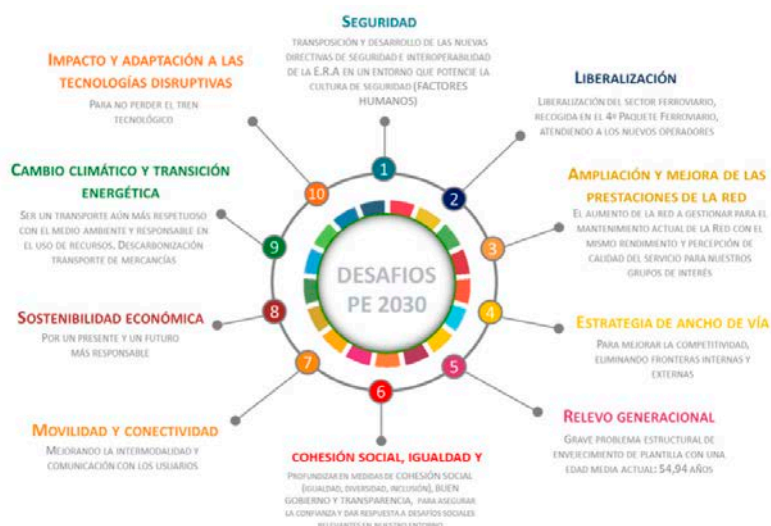 SEGURIDAD
TRANSPOSICIÓN Y DESARROLLO DE LAS NUEVAS
DIRECTIVAS DE SEGURIDAD E INTEROPERABILIDAD
DE LA E.R.A EN UN ENTORNO QUE POTENCIE LA
CULTURA DE SEGURIDAD (FACTORES
HUMANOS)
1
LIBERALIZACIÓN
LIBERALIZACIÓN DEL SECTOR FERROVIARIO,
RECOGIDA EN EL 4º PAQUETE FERROVIARIO,
ATENDIENDO A LOS NUEVOS OPERADORES
2
AMPLIACIÓN Y MEJORA DE LAS
PRESTACIONES DE LA RED
EL AUMENTO DE LA RED A GESTIONAR PARA EL
MANTENIMIENTO ACTUAL DE LA RED CON EL
MISMO RENDIMIENTO Y PERCEPCIÓN DE
CALIDAD DEL SERVICIO PARA NUESTROS
GRUPOS DE INTERÉS
3
ESTRATEGIA DE ANCHO DE VÍA
PARA MEJORAR LA COMPETITIVIDAD,
ELIMINANDO FRONTERAS INTERNAS Y
EXTERNAS
4
RELEVO GENERACIONAL
GRAVE PROBLEMA ESTRUCTURAL DE
ENVEJECIMIENTO DE PLANTILLA CON UNA
EDAD MEDIA ACTUAL: 54,94 AÑOS
5
COHESIÓN SOCIAL, IGUALDAD Y
PROFUNDIZAR EN MEDIDAS DE COHESIÓN SOCIAL
(IGUALDAD, DIVERSIDAD, INCLUSIÓN), BUEN
GOBIERNO Y TRANSPARENCIA, PARA ASEGURAR
LA CONFIANZA Y DAR RESPUESTA A DESAFÍOS SOCIALES
RELEVANTES EN NUESTRO ENTORNO
6
MOVILIDAD Y CONECTIVIDAD
MEJORANDO LA INTERMODALIDAD Y
COMUNICACIÓN CON LOS USUARIOS
7
SOSTENIBILIDAD ECONÓMICA
POR UN PRESENTE Y UN FUTURO
MÁS RESPONSABLE
8
CAMBIO CLIMÁTICO Y TRANSICIÓN
ENERGÉTICA
SER UN TRANSPORTE AÚN MÁS RESPETUOSO
CON EL MEDIO AMBIENTE Y RESPONSABLE EN
EL USO DE RECURSOS. DESCARBONIZACIÓN
TRANSPORTE DE MERCANCÍAS
9
IMPACTO Y ADAPTACIÓN A LAS
TECNOLOGÍAS DISRUPTIVAS
PARA NO PERDER EL TREN
TECNOLÓGICO
10
DESAFIOS
PE 2030